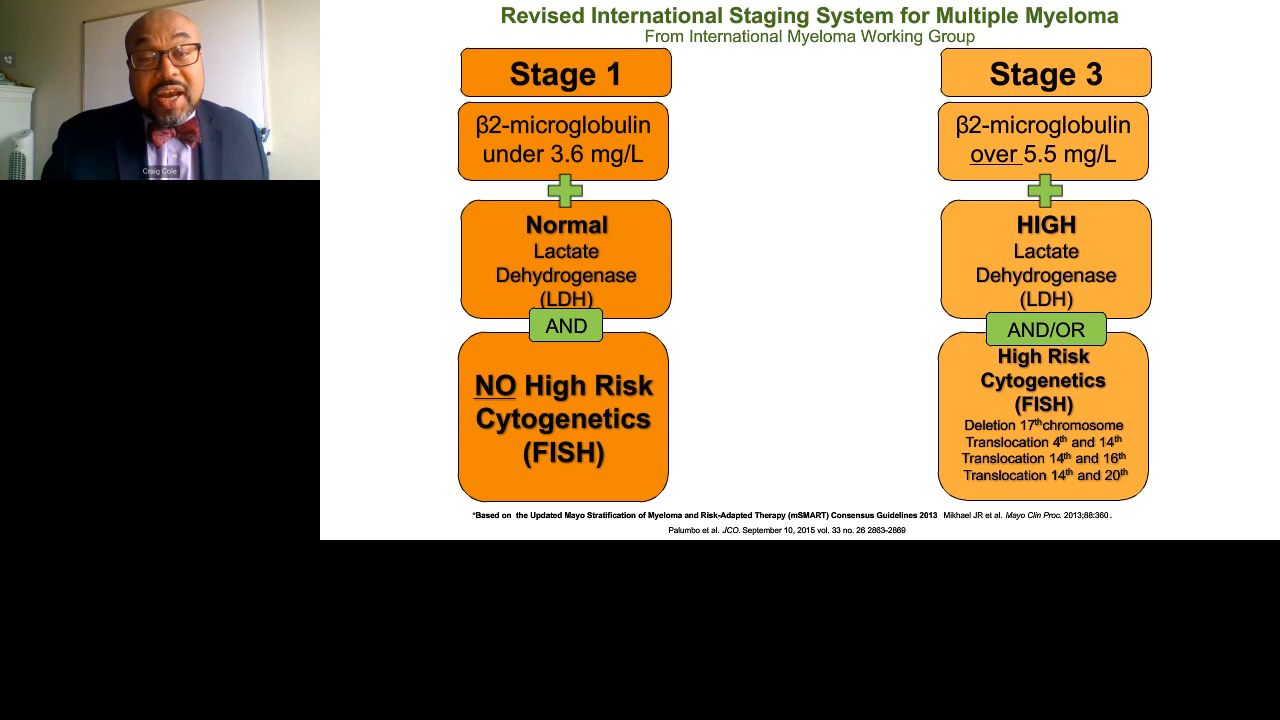 Craig Cole
Revised International Staging System for Multiple Myeloma
From International Myeloma Working Group
Stage 1
β2-microglobulin
under 3.6 mg/L
Normal
Lactate
Dehydrogenase
(LDH)
AND
NO High Risk
Cytogenetics
(FISH)
Stage 3
β2-microglobulin
over 5.5 mg/L
HIGH
Lactate
Dehydrogenase
(LDH)
AND/OR
High Risk
Cytogenetics
(FISH)
Deletion 17thchromosome
Translocation 4th and 14th
Translocation 14th and 16th
Translocation 14th and 20th
*Based on the Updated Mayo Stratification of Myeloma and Risk-Adapted Therapy (mSMART) Consensus Guidelines 2013 Mikhael JR et al. Mayo Clin Proc. 2013;88:360.
Palumbo et al. JCO. September 10, 2015 vol. 33 no. 26 2863-2869